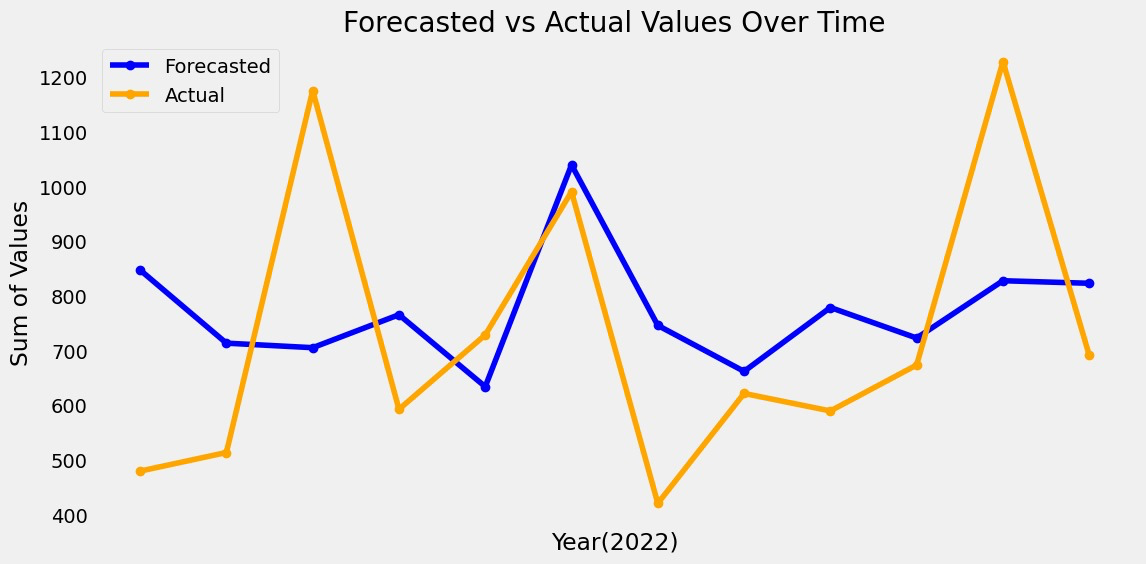 Forecasted vs Actual Values Over Time
Forecasted
Actual
1200
1100
1000
900
800
700
600
500
400
Sum of Values
Year(2022)